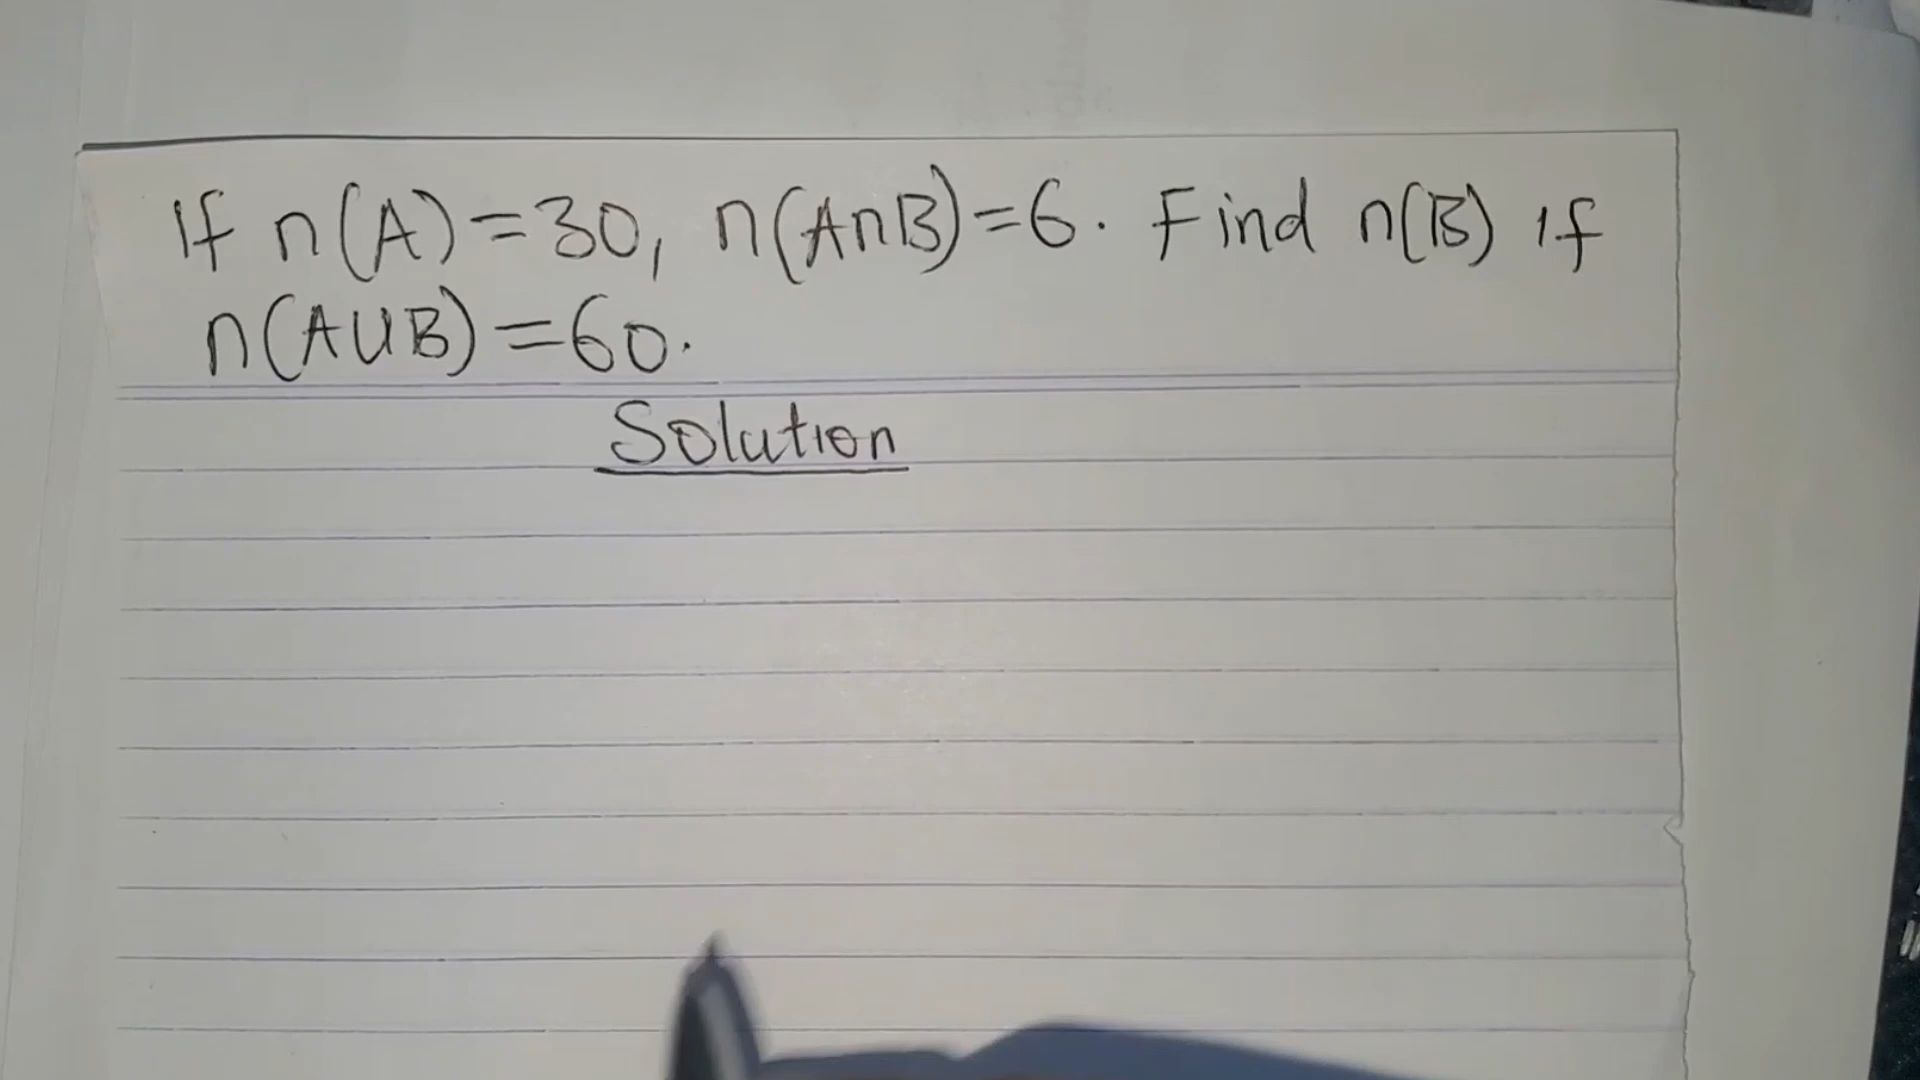 If n(A)=30, n(A∩B)=6. Find n(B) if
n(A∪B)=60.
Solution